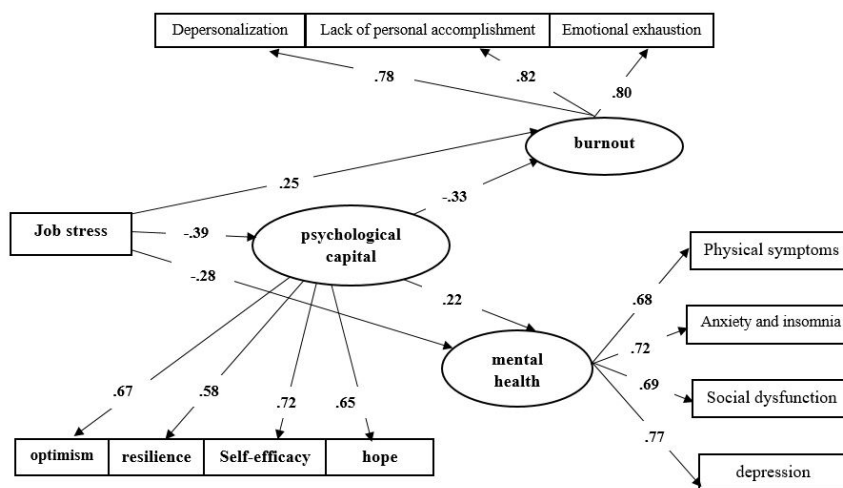 Depersonalization Lack of personal accomplishment Emotional exhaustion
.78 .82 .80
burnout
.25 -.33
Job stress -.39 psychological
capital
-.28 .22
Physical symptoms
.68
Anxiety and insomnia
.72
mental
health
.69
Social dysfunction
.77
depression
.67 .58 .72 .65
optimism resilience Self-efficacy hope